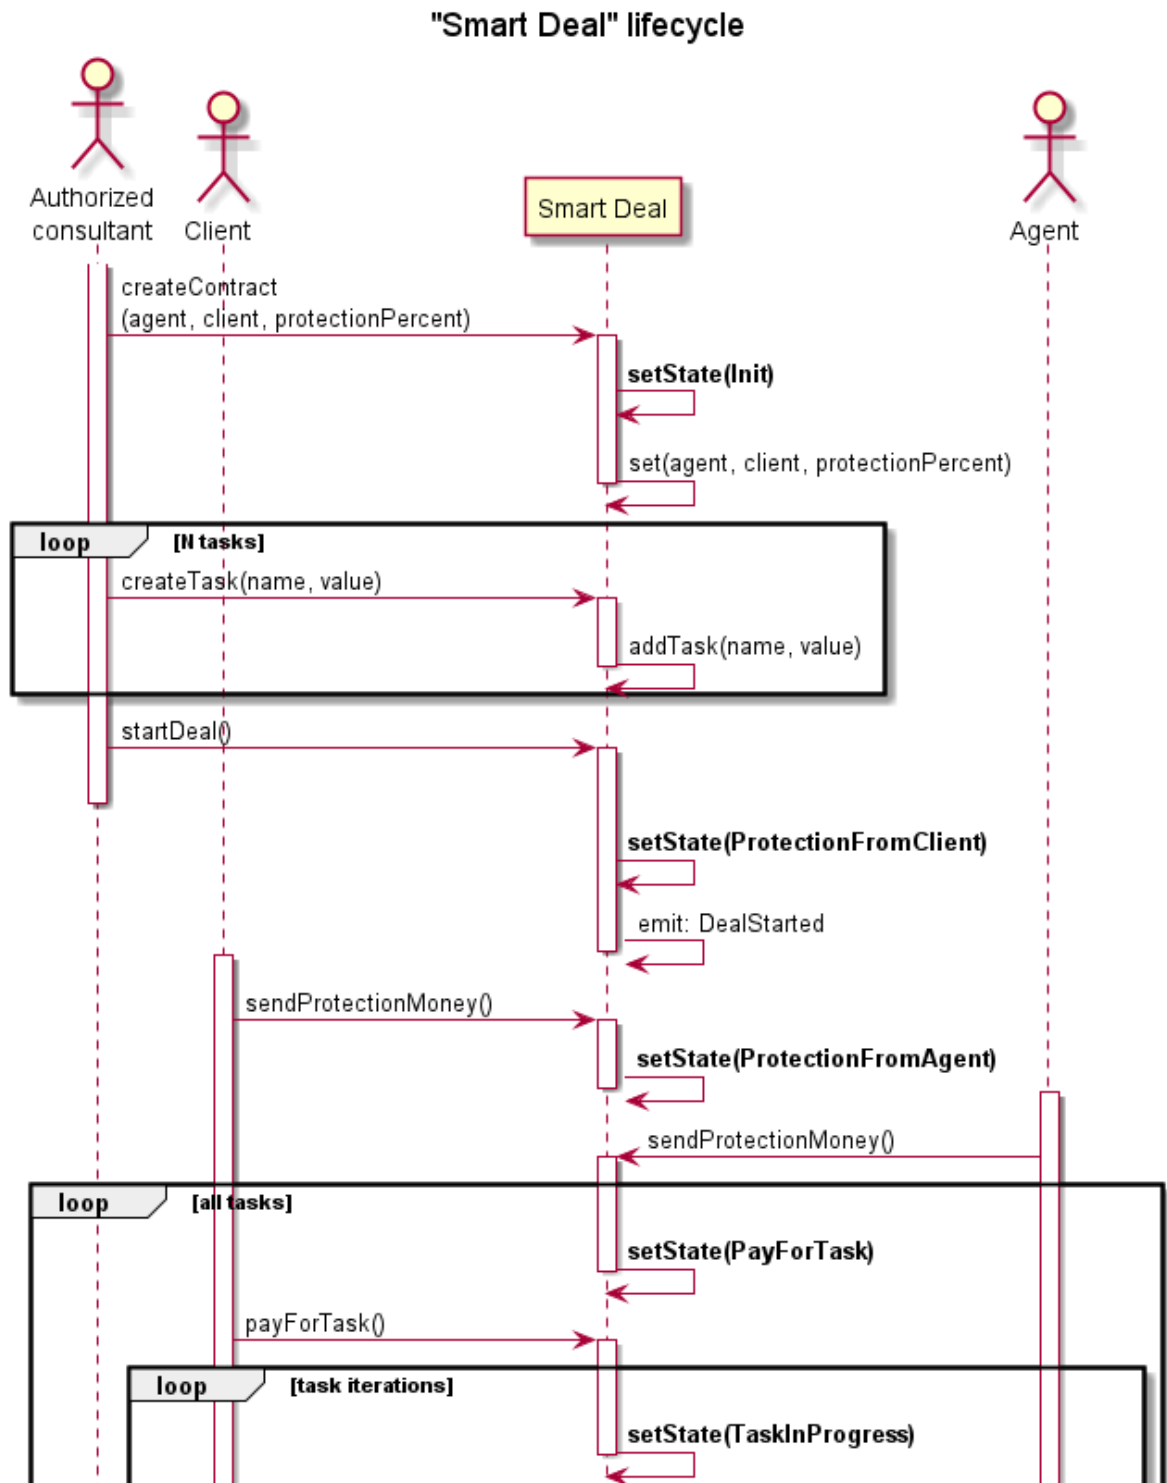 "Smart Deal" lifecycle
Authorized
consultant
Client
Smart Deal
Agent
createContract
(agent, client, protectionPercent)
setState(Init)
set(agent, client, protectionPercent)
loop [N tasks]
createTask(name, value)
addTask(name, value)
startDeal()
setState(ProtectionFromClient)
emit: DealStarted
sendProtectionMoney()
setState(ProtectionFromAgent)
sendProtectionMoney()
loop [all tasks]
setState(PayForTask)
payForTask()
loop [task iterations]
setState(TaskInProgress)